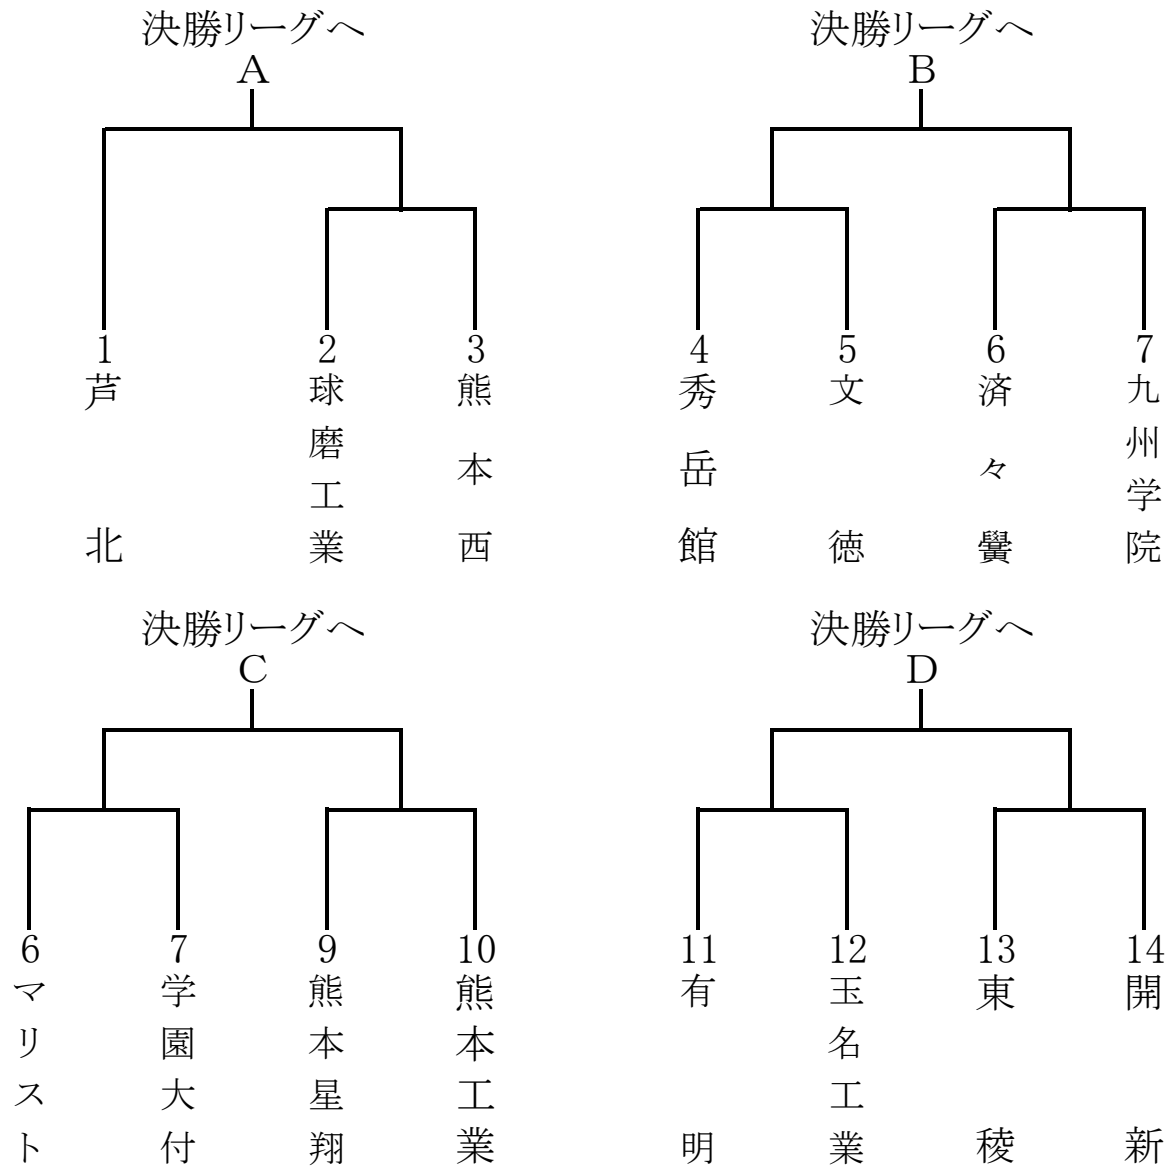 決勝リーグへ
A
1
芦北
2
球磨工業
3
熊本西
決勝リーグへ
B
4
秀岳館
5
文徳
6
済々黌
7
九州学院
決勝リーグへ
C
6
マリスト
7
学園大付
9
熊本星翔
10
熊本工業
決勝リーグへ
D
11
有明
12
玉名工業
13
東稜
14
開新